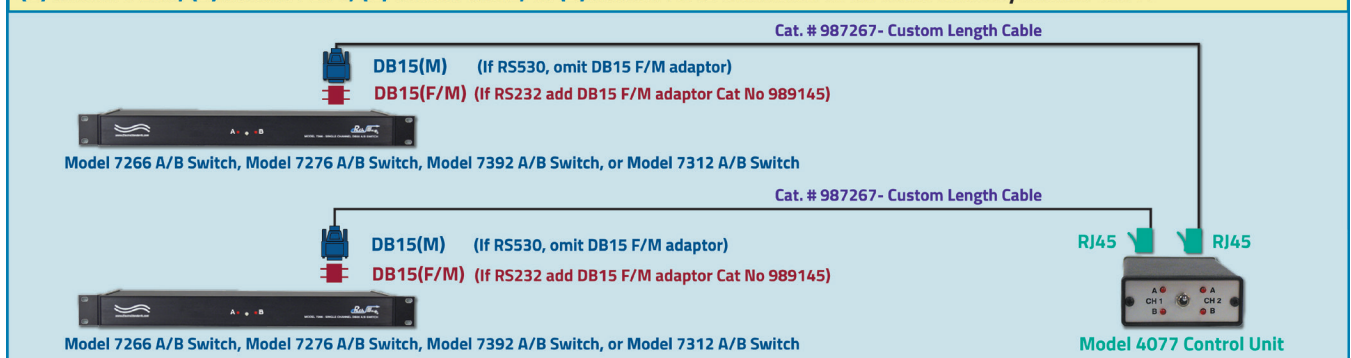 Cat. # 987267- Custom Length Cable
DB15(M) (If RS530, omit DB15 F/M adaptor)
DB15(F/M) (If RS232 add DB15 F/M adaptor Cat No 989145)
A B
Model 7266 A/B Switch, Model 7276 A/B Switch, Model 7392 A/B Switch, or Model 7312 A/B Switch
Cat. # 987267- Custom Length Cable
DB15(M) (If RS530, omit DB15 F/M adaptor)
RJ45 RJ45
DB15(F/M) (If RS232 add DB15 F/M adaptor Cat No 989145)
A B
A A
CH 1 CH 2
B B
Model 7266 A/B Switch, Model 7276 A/B Switch, Model 7392 A/B Switch, or Model 7312 A/B Switch
Model 4077 Control Unit